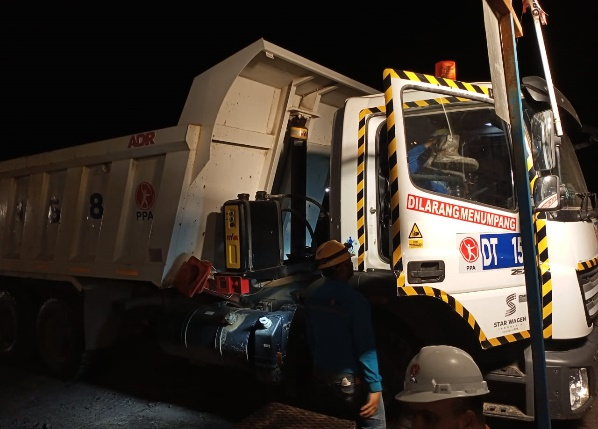 ADR
8
PPA
DILARANG MENUMPANG
PPA
DT 15
STAR WAGEN